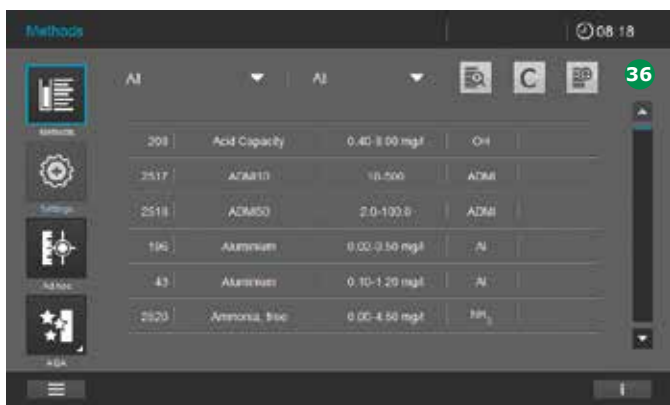 Methods 08:18
36
All All C
Methods
208 Acid Capacity 0.40-8.00 mg/l OH
2517 ADMI10 10-500 ADMI
Settings
2518 ADMI50 2.0-100.0 ADMI
196 Aluminium 0.02-0.50 mg/l Al
43 Aluminium 0.10-1.20 mg/l Al
Ad hoc
2520 Ammonia, free 0.00-4.50 mg/l NH3
AQA
i